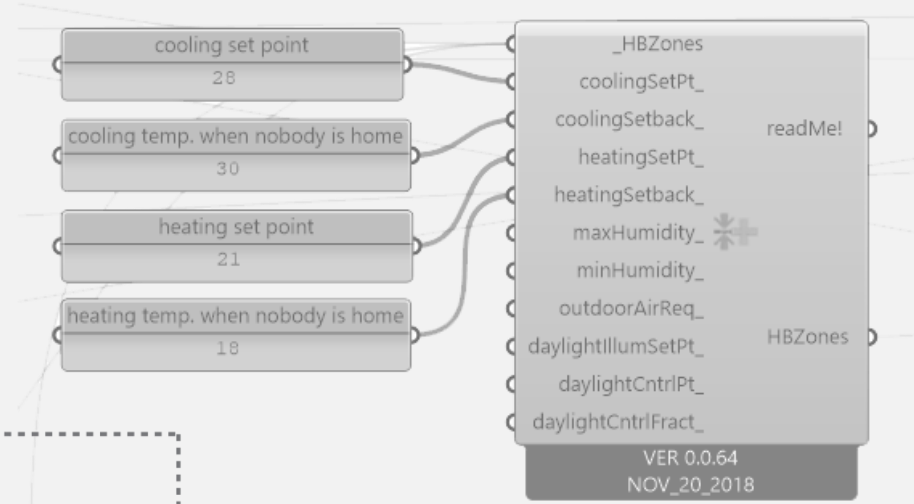 cooling set point
28
cooling temp. when nobody is home
30
heating set point
21
heating temp. when nobody is home
18
_HBZones
coolingSetPt_
coolingSetback_
heatingSetPt_
heatingSetback_
maxHumidity_
minHumidity_
outdoorAirReq_
daylightIllumSetPt_
daylightCntrlPt_
daylightCntrlFract_
readMe!
HBZones
VER 0.0.64
NOV_20_2018